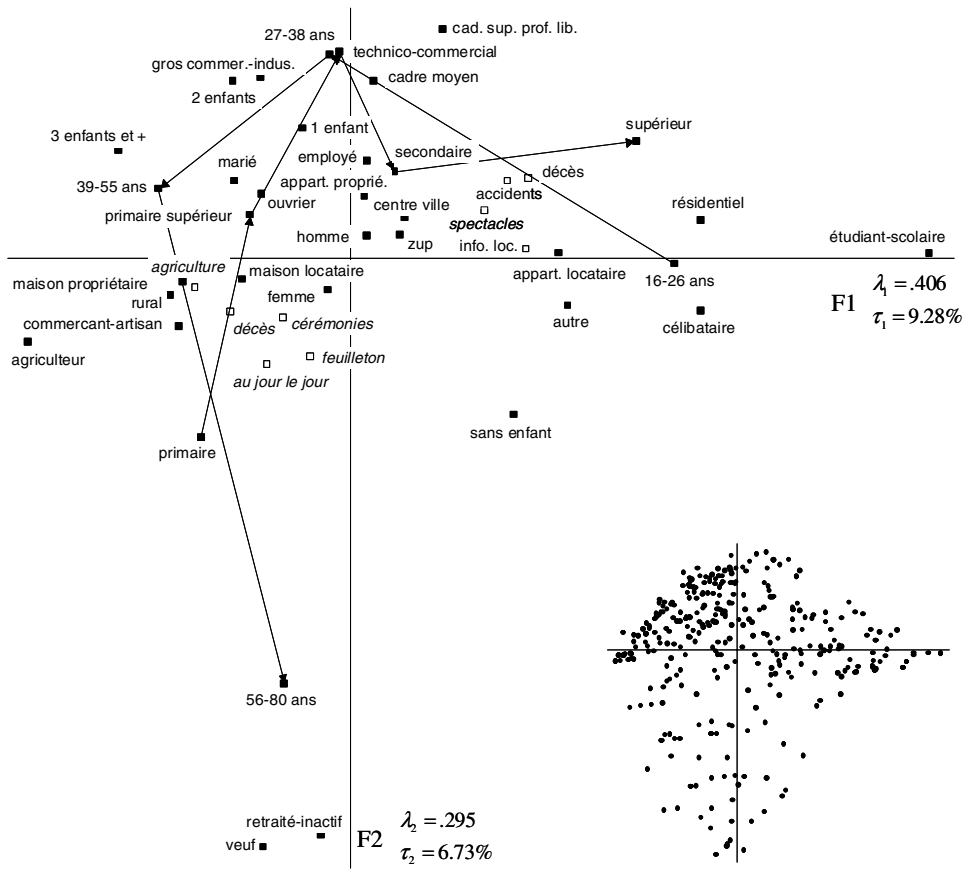 cad. sup. prof. lib.
27-38 ans
technico-commercial
gros commer.-indus.
cadre moyen
2 enfants
1 enfant
supérieur
3 enfants et +
employé
secondaire
marié
décès
appart. proprié.
accidents
39-55 ans
ouvrier
centre ville
résidentiel
primaire supérieur
spectacles
homme
zup
info. loc.
étudiant-scolaire
agriculture
maison locataire
appart. locataire
16-26 ans
maison propriétaire
femme
F1
λ₁ =.406
rural
τ₁ =9.28%
commercant-artisan
décès
cérémonies
autre
célibataire
agriculteur
feuilleton
au jour le jour
sans enfant
primaire
56-80 ans
retraité-inactif
F2
λ₂ =.295
veuf
τ₂ =6.73%